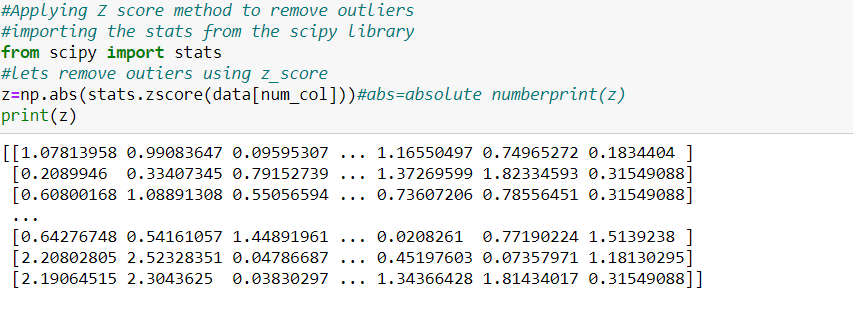 #Applying Z score method to remove outliers
#importing the stats from the scipy library
from scipy import stats
#lets remove outiers using z_score
z=np.abs(stats.zscore(data[num_col]))#abs=absolute numberprint(z)
print(z)
[[1.07813958 0.99083647 0.09595307 ... 1.16550497 0.74965272 0.1834404 ]
[0.2089946  0.33407345 0.79152739 ... 1.37269599 1.82334593 0.31549088]
[0.60800168 1.08891308 0.55056594 ... 0.73607206 0.78556451 0.31549088]
...
[0.64276748 0.54161057 1.44891961 ... 0.0208261  0.77190224 1.5139238 ]
[2.20802805 2.52328351 0.04786687 ... 0.45197603 0.07357971 1.18130295]
[2.19064515 2.3043625  0.03830297 ... 1.34366428 1.81434017 0.31549088]]